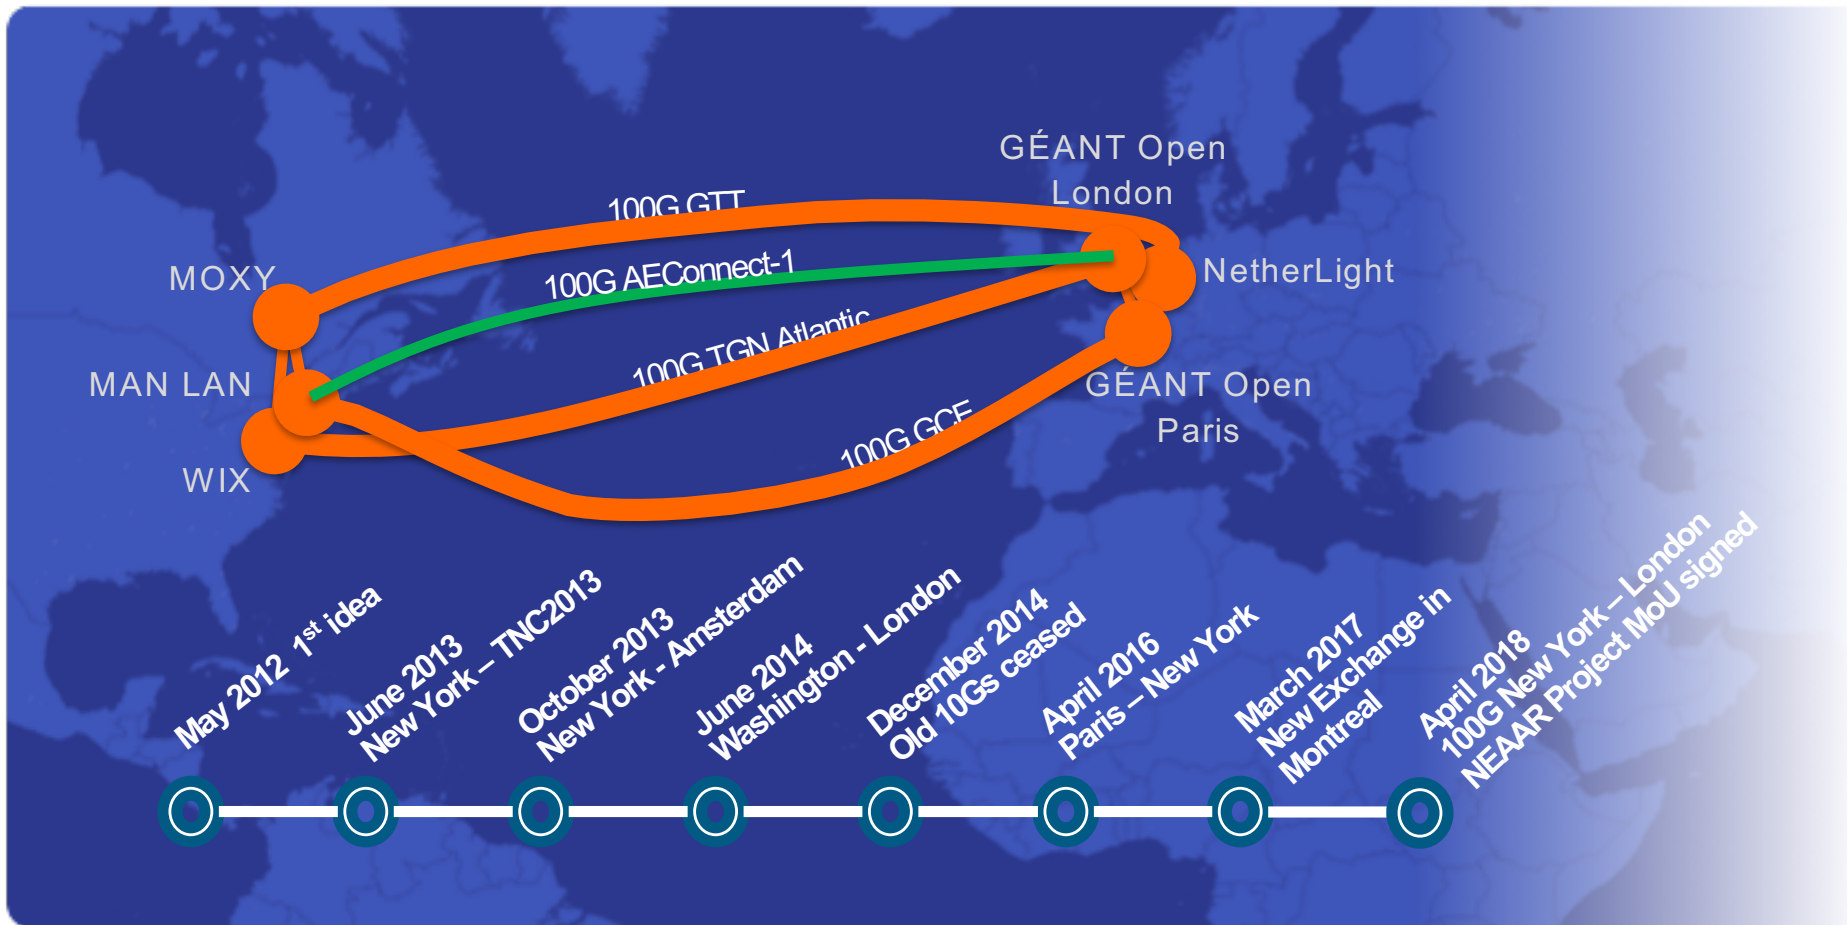 GÉANT Open
London
100G GTT
100G AEConnect-1
MOXY
NetherLight
100G TGN Atlantic
MAN LAN
GÉANT Open
Paris
100G GCE
WIX
May 2012  1st idea
June 2013
New York – TNC2013
October 2013
New York - Amsterdam
June 2014
Washington - London
December 2014
Old 10Gs ceased
April 2016
Paris – New York
March 2017
New Exchange in
Montreal
April 2018
100G New York – London
NEAAR Project MoU signed